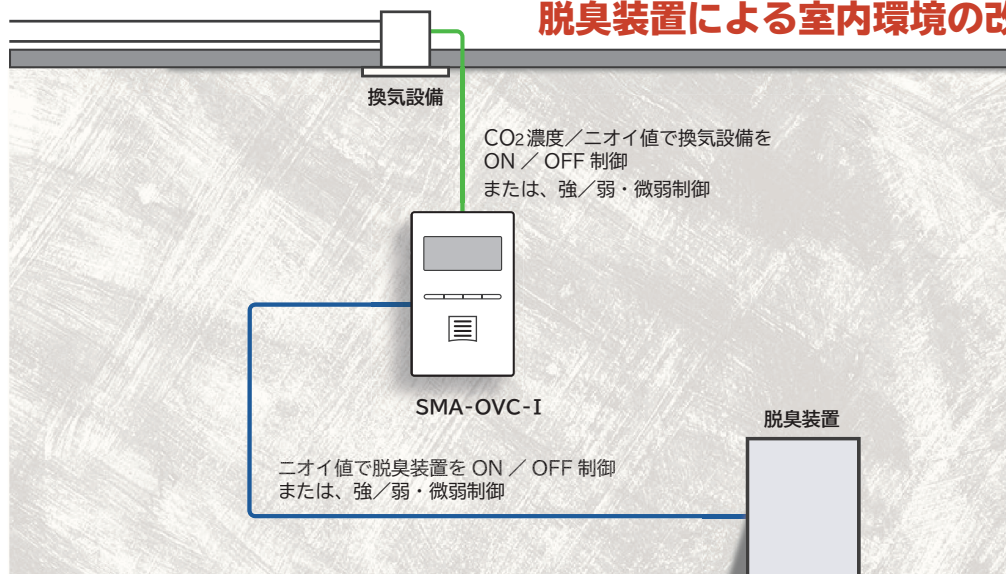 脱臭装置による室内環境の改
換気設備
CO2濃度／ニオイ値で換気設備を
ON ／ OFF 制御
または、強／弱・微弱制御
SMA-OVC-I
脱臭装置
ニオイ値で脱臭装置を ON ／ OFF 制御
または、強／弱・微弱制御